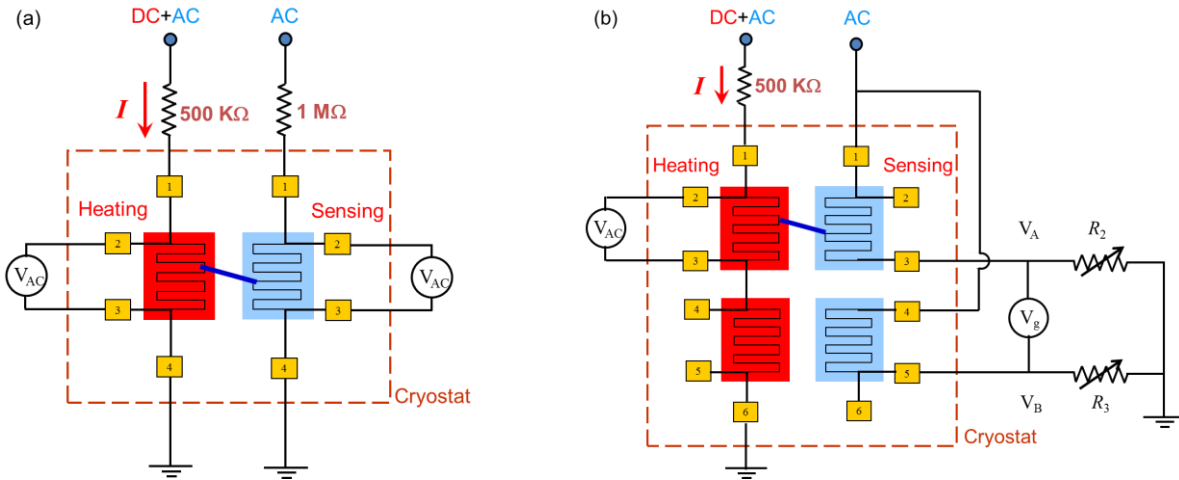 (a)
DC+AC
AC
I
500 KΩ
1 MΩ
1
1
Heating
Sensing
2
2
VAC
VAC
3
3
4
4
Cryostat
(b)
DC+AC
AC
I
500 KΩ
Heating
1
1
Sensing
2
2
VAC
VA
R2
3
3
4
4
Vg
5
5
VB
R3
6
6
Cryostat